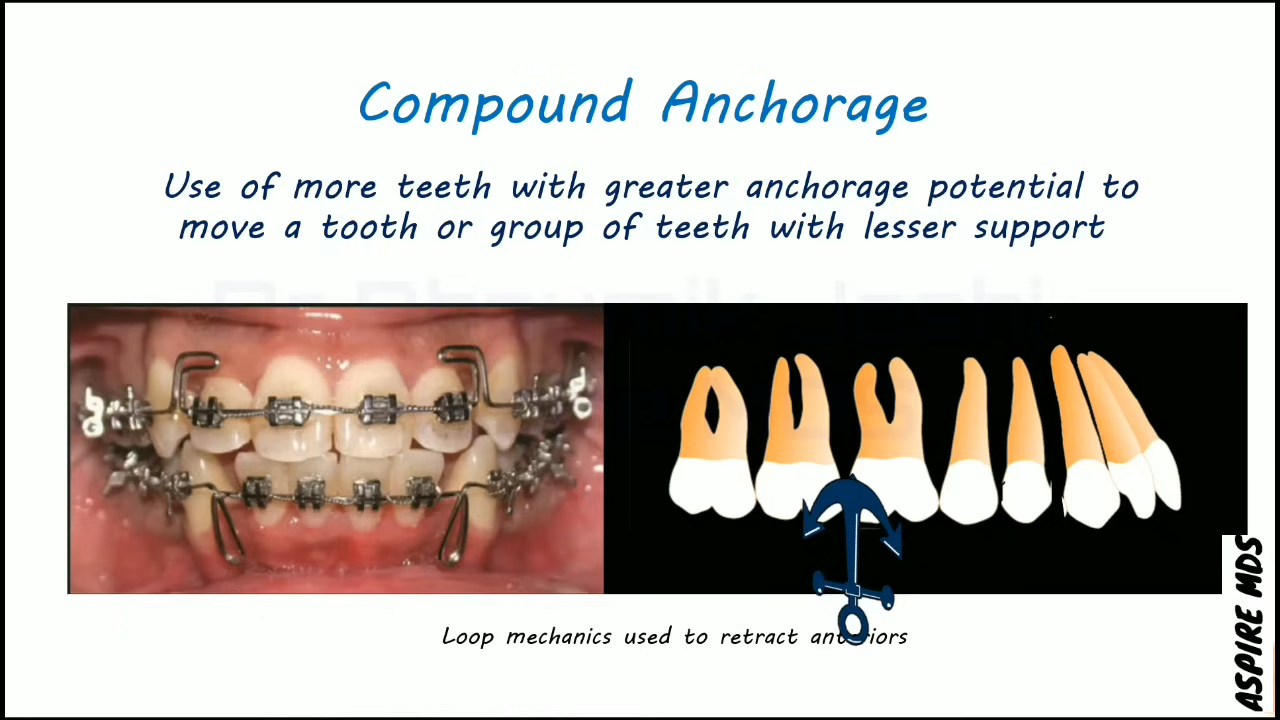 Compound Anchorage
Use of more teeth with greater anchorage potential to
move a tooth or group of teeth with lesser support
Loop mechanics used to retract anteriors
ASPIRE MDS